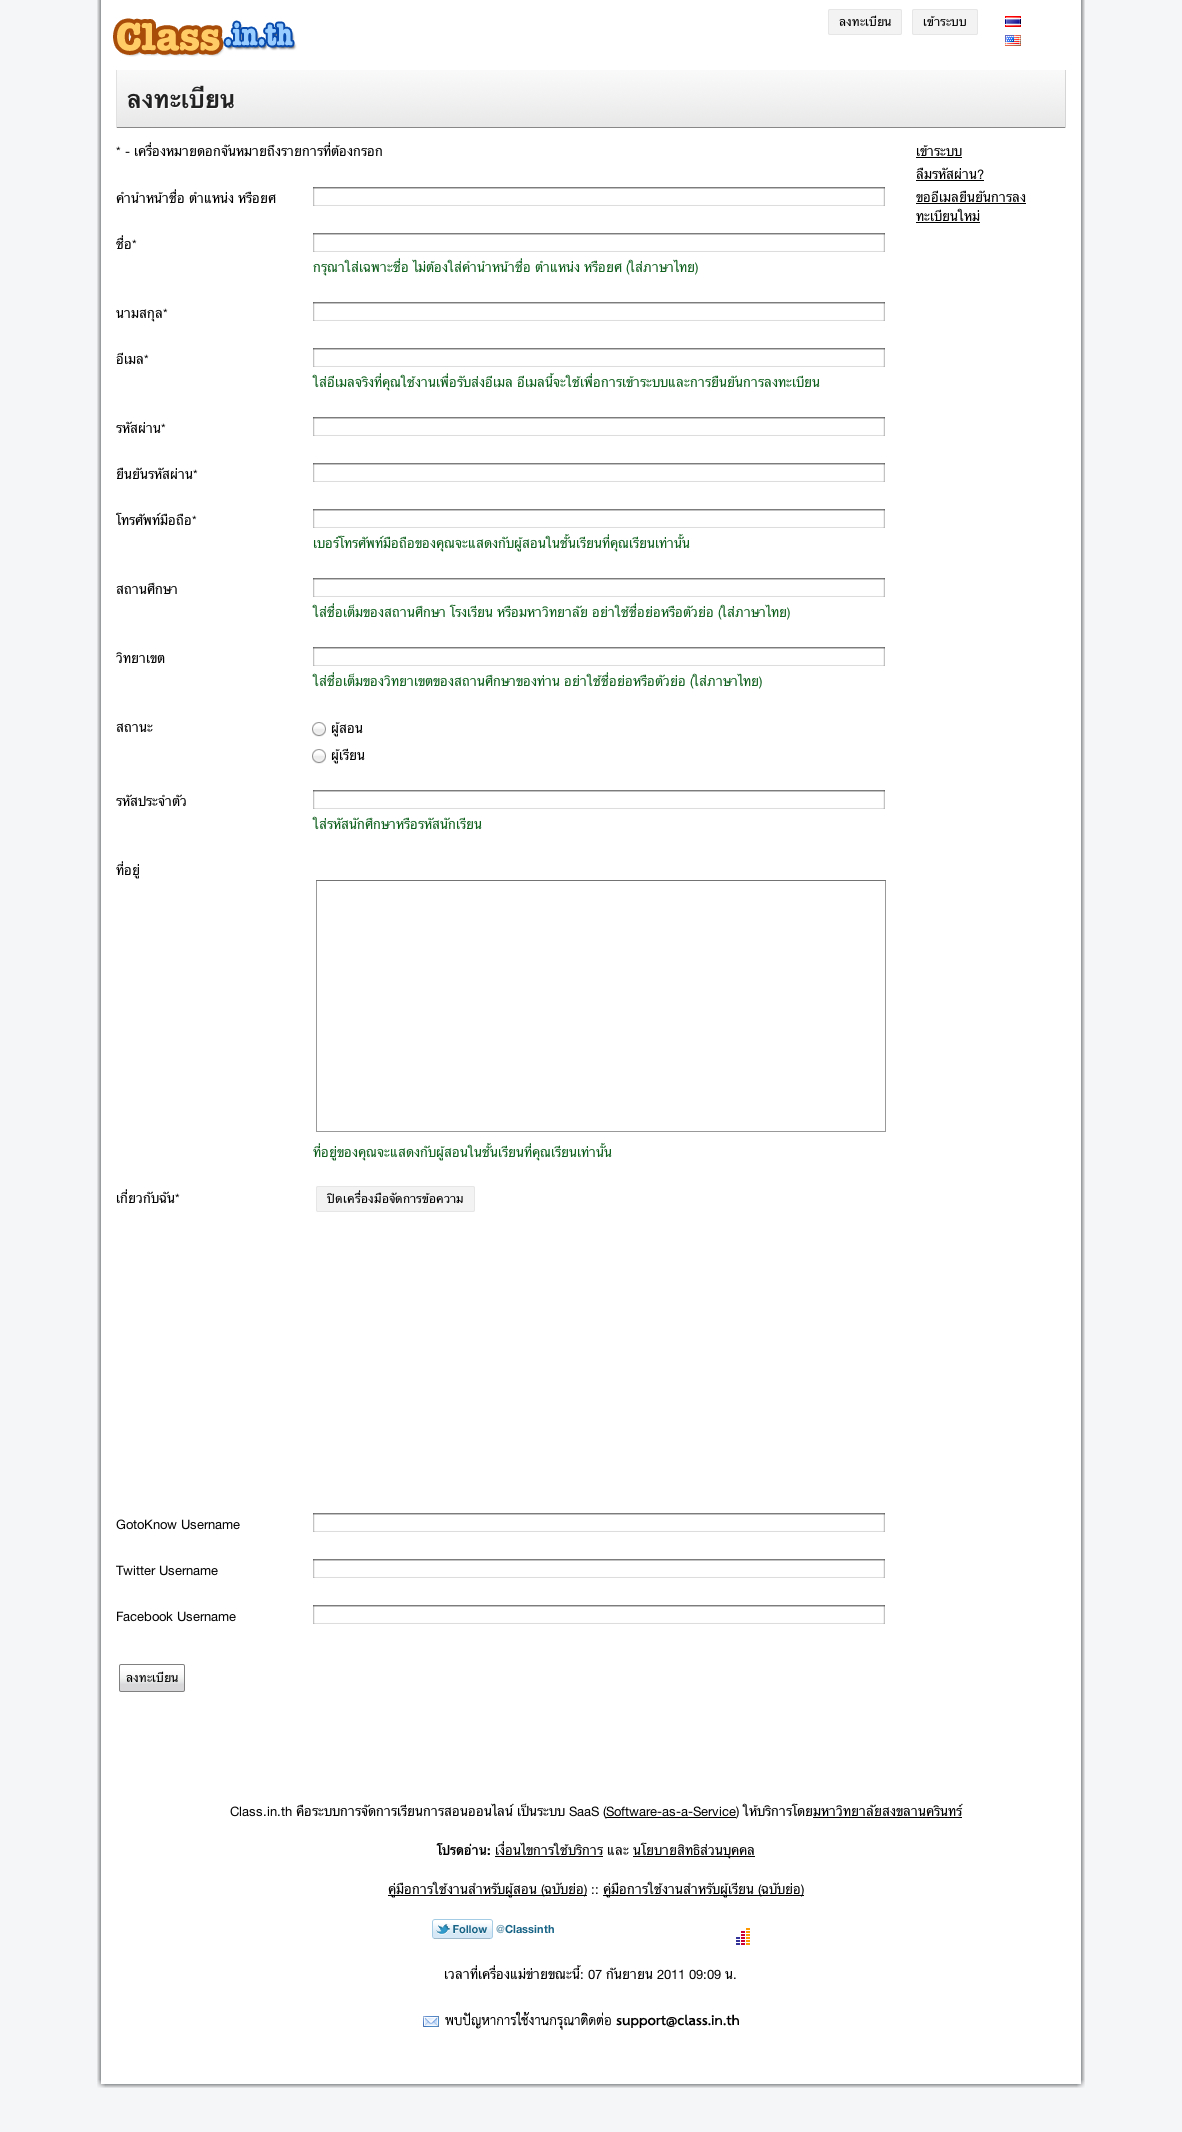 Class.in.th
ลงทะเบียน
เข้าระบบ
ลงทะเบียน
* - เครื่องหมายดอกจันหมายถึงรายการที่ต้องกรอก
เข้าระบบ
ลืมรหัสผ่าน?
ขออีเมลยืนยันการลง
ทะเบียนใหม่
คำนำหน้าชื่อ ตำแหน่ง หรือยศ
ชื่อ*
กรุณาใส่เฉพาะชื่อ ไม่ต้องใส่คำนำหน้าชื่อ ตำแหน่ง หรือยศ (ใส่ภาษาไทย)
นามสกุล*
อีเมล*
ใส่อีเมลจริงที่คุณใช้งานเพื่อรับส่งอีเมล อีเมลนี้จะใช้เพื่อการเข้าระบบและการยืนยันการลงทะเบียน
รหัสผ่าน*
ยืนยันรหัสผ่าน*
โทรศัพท์มือถือ*
เบอร์โทรศัพท์มือถือของคุณจะแสดงกับผู้สอนในชั้นเรียนที่คุณเรียนเท่านั้น
สถานศึกษา
ใส่ชื่อเต็มของสถานศึกษา โรงเรียน หรือมหาวิทยาลัย อย่าใช้ชื่อย่อหรือตัวย่อ (ใส่ภาษาไทย)
วิทยาเขต
ใส่ชื่อเต็มของวิทยาเขตของสถานศึกษาของท่าน อย่าใช้ชื่อย่อหรือตัวย่อ (ใส่ภาษาไทย)
สถานะ
ผู้สอน
ผู้เรียน
รหัสประจำตัว
ใส่รหัสนักศึกษาหรือรหัสนักเรียน
ที่อยู่
ที่อยู่ของคุณจะแสดงกับผู้สอนในชั้นเรียนที่คุณเรียนเท่านั้น
เกี่ยวกับฉัน*
ปิดเครื่องมือจัดการข้อความ
GotoKnow Username
Twitter Username
Facebook Username
ลงทะเบียน
Class.in.th คือระบบการจัดการเรียนการสอนออนไลน์ เป็นระบบ SaaS (Software-as-a-Service) ให้บริการโดยมหาวิทยาลัยสงขลานครินทร์
โปรดอ่าน: เงื่อนไขการใช้บริการ และ นโยบายสิทธิส่วนบุคคล
คู่มือการใช้งานสำหรับผู้สอน (ฉบับย่อ) :: คู่มือการใช้งานสำหรับผู้เรียน (ฉบับย่อ)
Follow @Classinth
เวลาที่เครื่องแม่ข่ายขณะนี้: 07 กันยายน 2011 09:09 น.
พบปัญหาการใช้งานกรุณาติดต่อ support@class.in.th